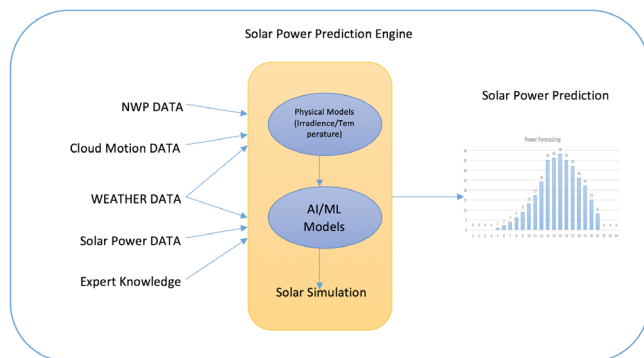 Solar Power Prediction Engine
NWP DATA
Cloud Motion DATA
WEATHER DATA
Solar Power DATA
Expert Knowledge
Physical Models
(Irradience/Tem
perature)
AI/ML
Models
Solar Simulation
Solar Power Prediction
Power Forecasting